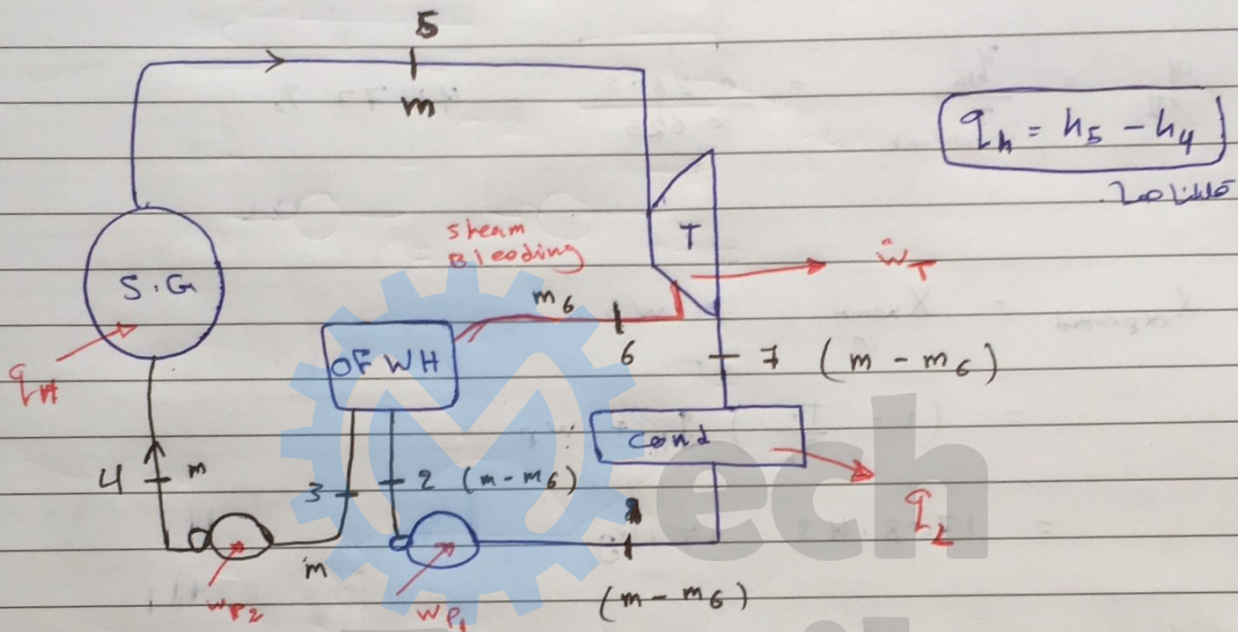 5
m
qh = h5 - h4
T
Steam
Bleeding
ẇT
S.G
m6
6
7 (m - m6)
OFWH
qH
Cond
4 m
3
2 (m - m6)
1
qL
ṁ
(m - m6)
wP2
wP1
Mech